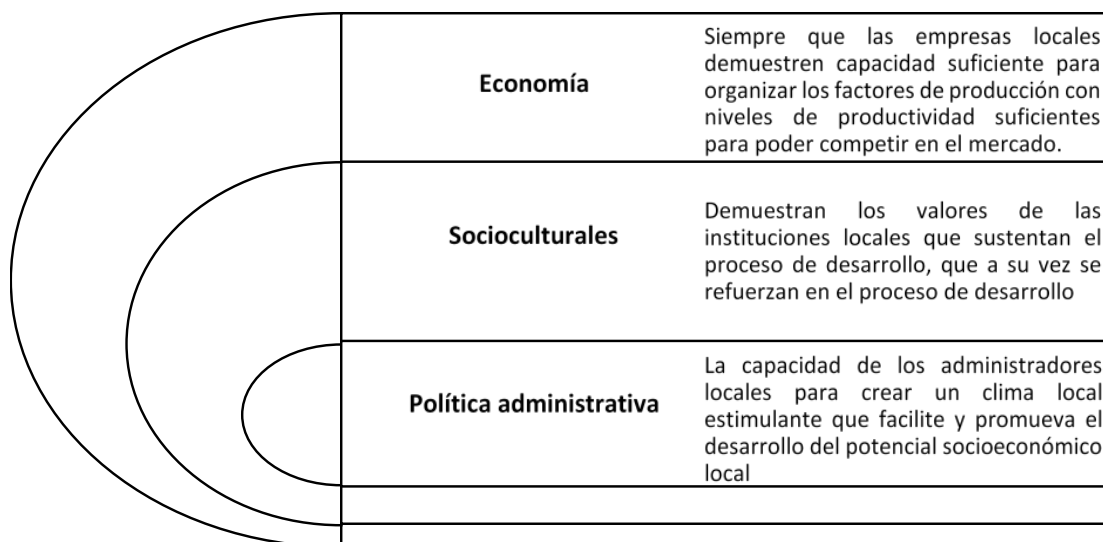 Economía
Siempre que las empresas locales
demuestren capacidad suficiente para
organizar los factores de producción con
niveles de productividad suficientes
para poder competir en el mercado.
Socioculturales
Demuestran los valores de las
instituciones locales que sustentan el
proceso de desarrollo, que a su vez se
refuerzan en el proceso de desarrollo
Política administrativa
La capacidad de los administradores
locales para crear un clima local
estimulante que facilite y promueva el
desarrollo del potencial socioeconómico
local